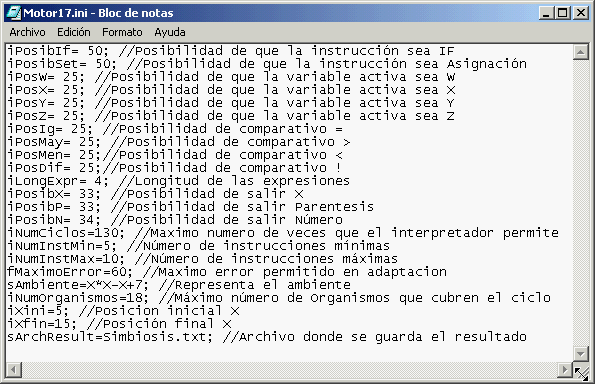 Motor17.ini - Bloc de notas
Archivo Edición Formato Ayuda
iPosibIf= 50; //Posibilidad de que la instrucción sea IF
iPosibSet= 50; //Posibilidad de que la instrucción sea Asignación
iPosW= 25; //Posibilidad de que la variable activa sea W
iPosX= 25; //Posibilidad de que la variable activa sea X
iPosY= 25; //Posibilidad de que la variable activa sea Y
iPosZ= 25; //Posibilidad de que la variable activa sea Z
iPosIg= 25; //Posibilidad de comparativo =
iPosMay= 25; //Posibilidad de comparativo >
iPosMen= 25;//Posibilidad de comparativo <
iPosDif= 25;//Posibilidad de comparativo !
iLongExpr= 4; //Longitud de las expresiones
iPosibX= 33; //Posibilidad de salir X
iPosibP= 33; //Posibilidad de salir Parentesis
iPosibN= 34; //Posibilidad de salir Número
iNumCiclos=130; //Maximo numero de veces que el interpretador permite
iNumInstMin=5; //Número de instrucciones mínimas
iNumInstMax=10; //Número de instrucciones máximas
fMaximoError=60; //Maximo error permitido en adaptacion
sAmbiente=X*X-X+7; //Representa el ambiente
iNumOrganismos=18; //Máximo número de Organismos que cubren el ciclo
iXini=5; //Posicion inicial X
iXfin=15; //Posición final X
sArchResult=Simbiosis.txt; //Archivo donde se guarda el resultado